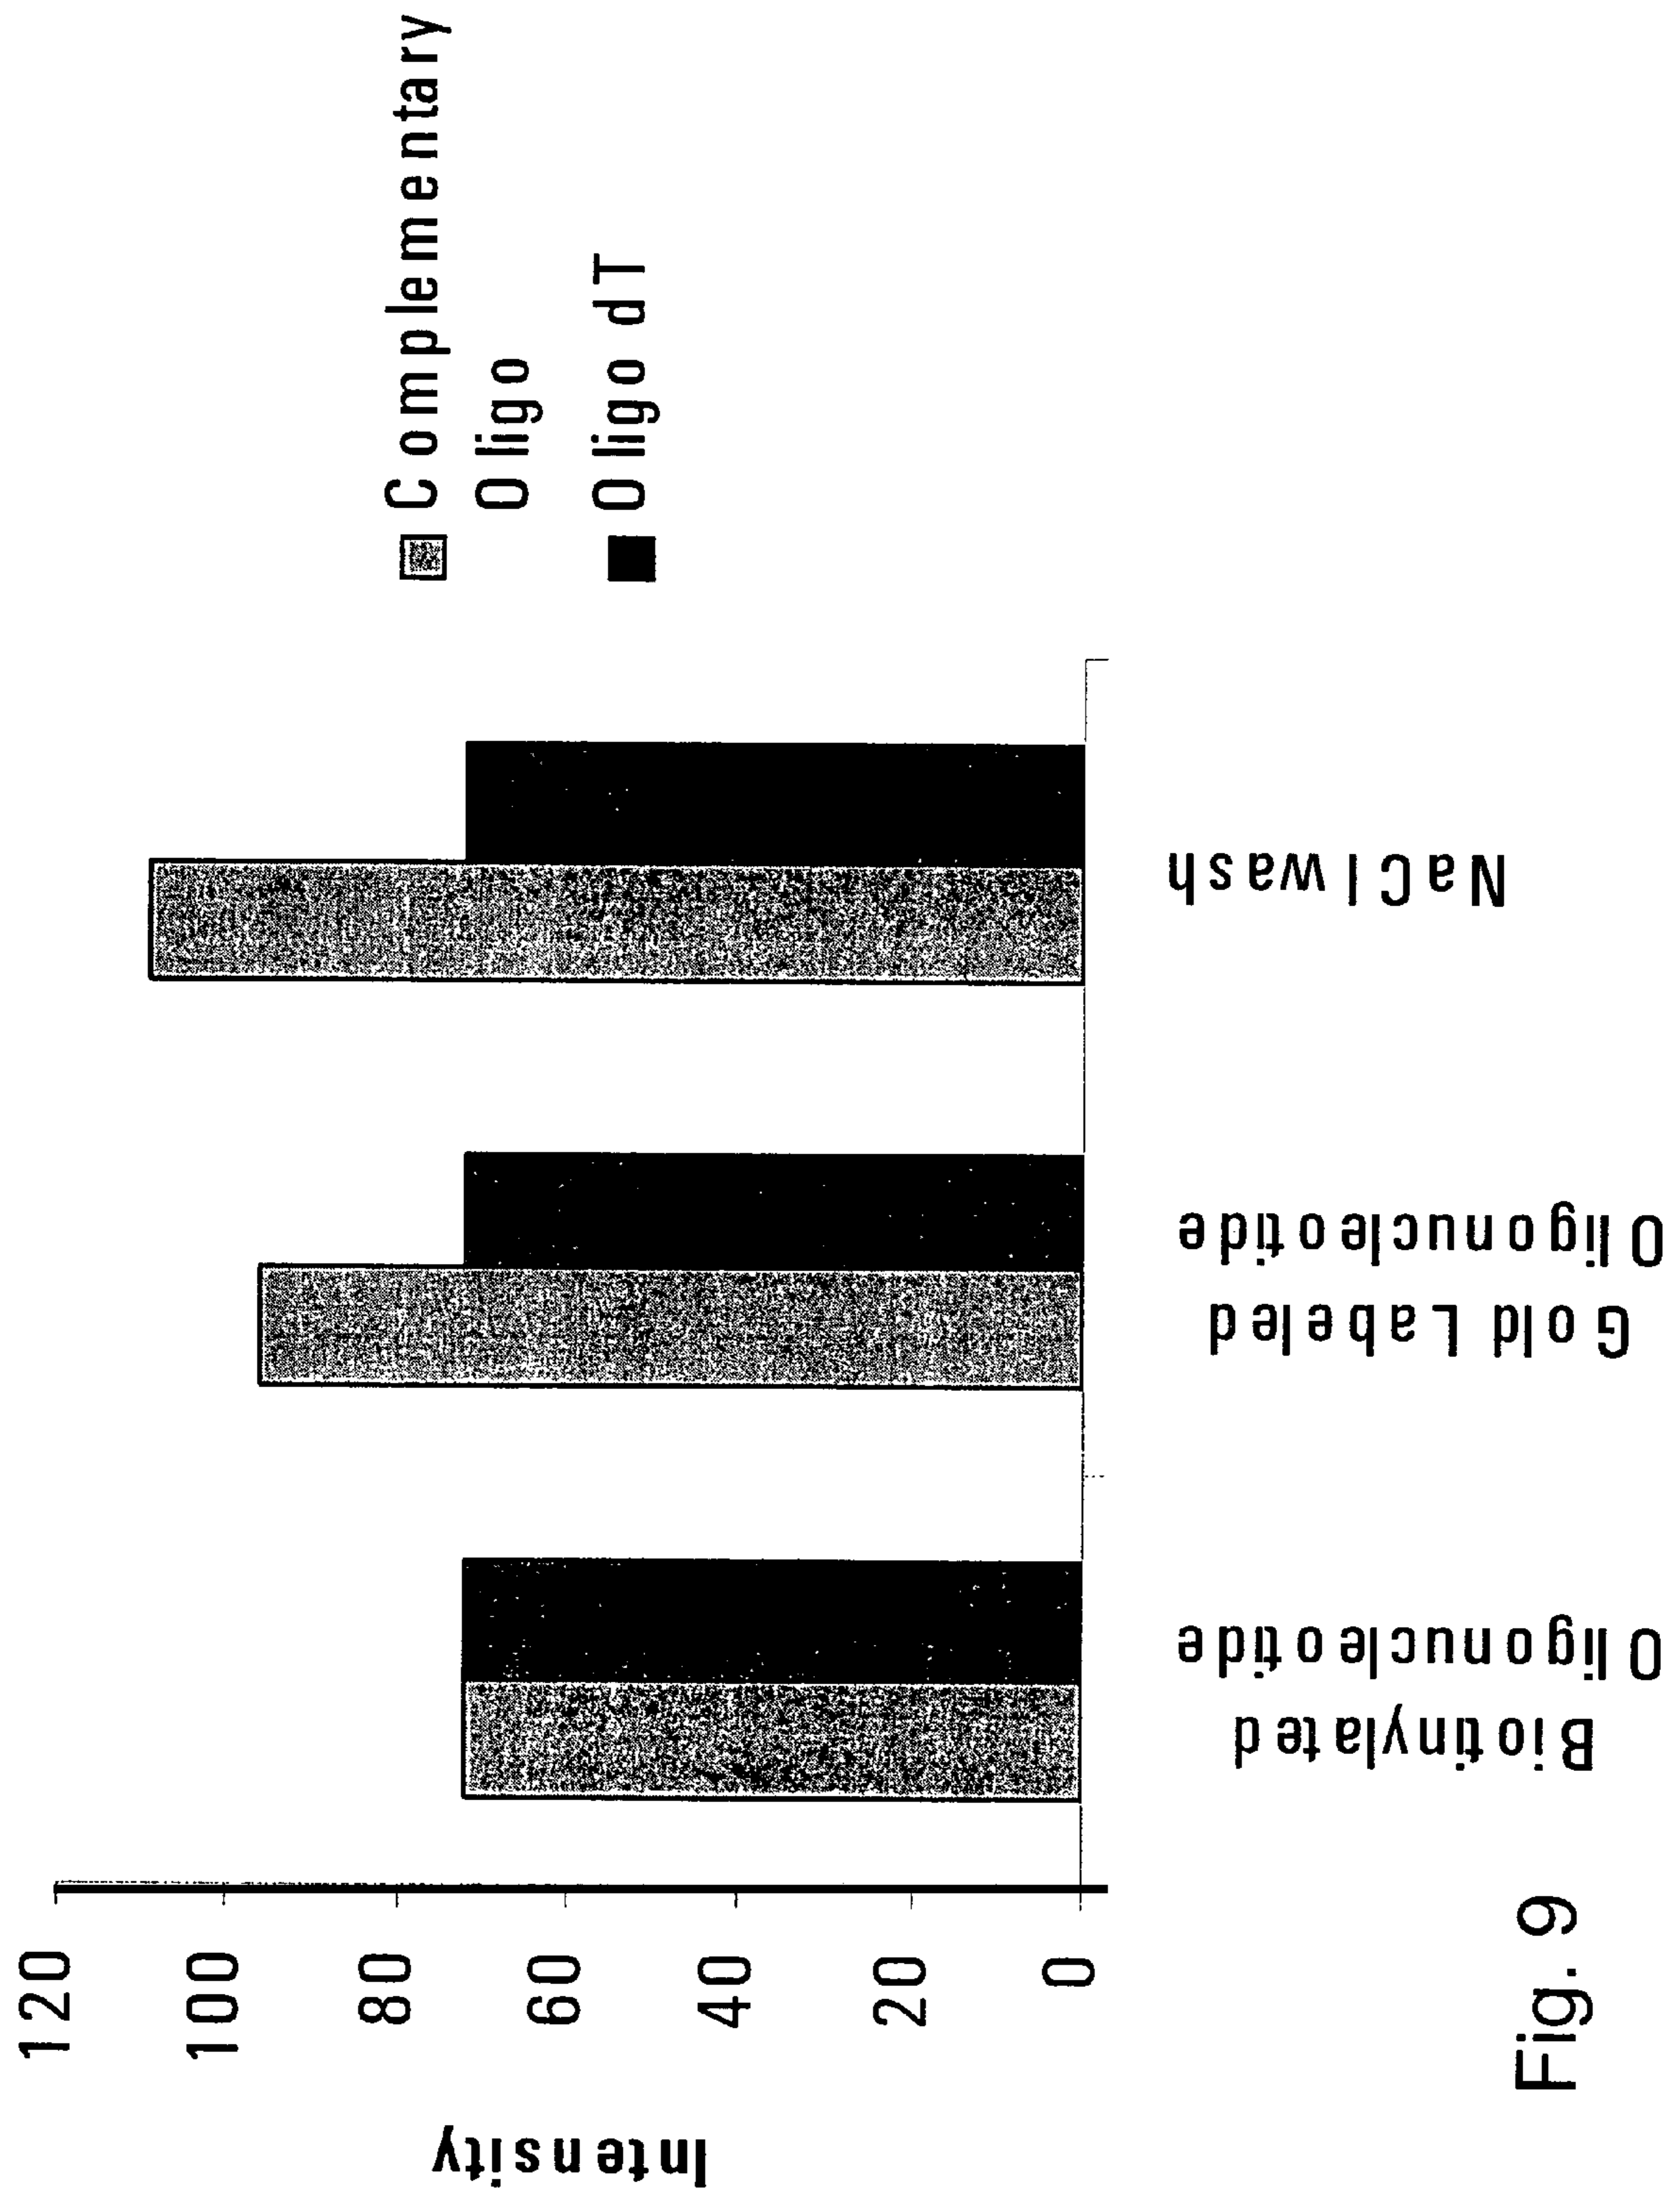 Intensity
120
100
80
60
40
20
0
Biotinylated
Oligonucleotide
Gold Labeled
Oligonucleotide
NaCl wash
Complementary
Oligo
Oligo dT
Fig. 9